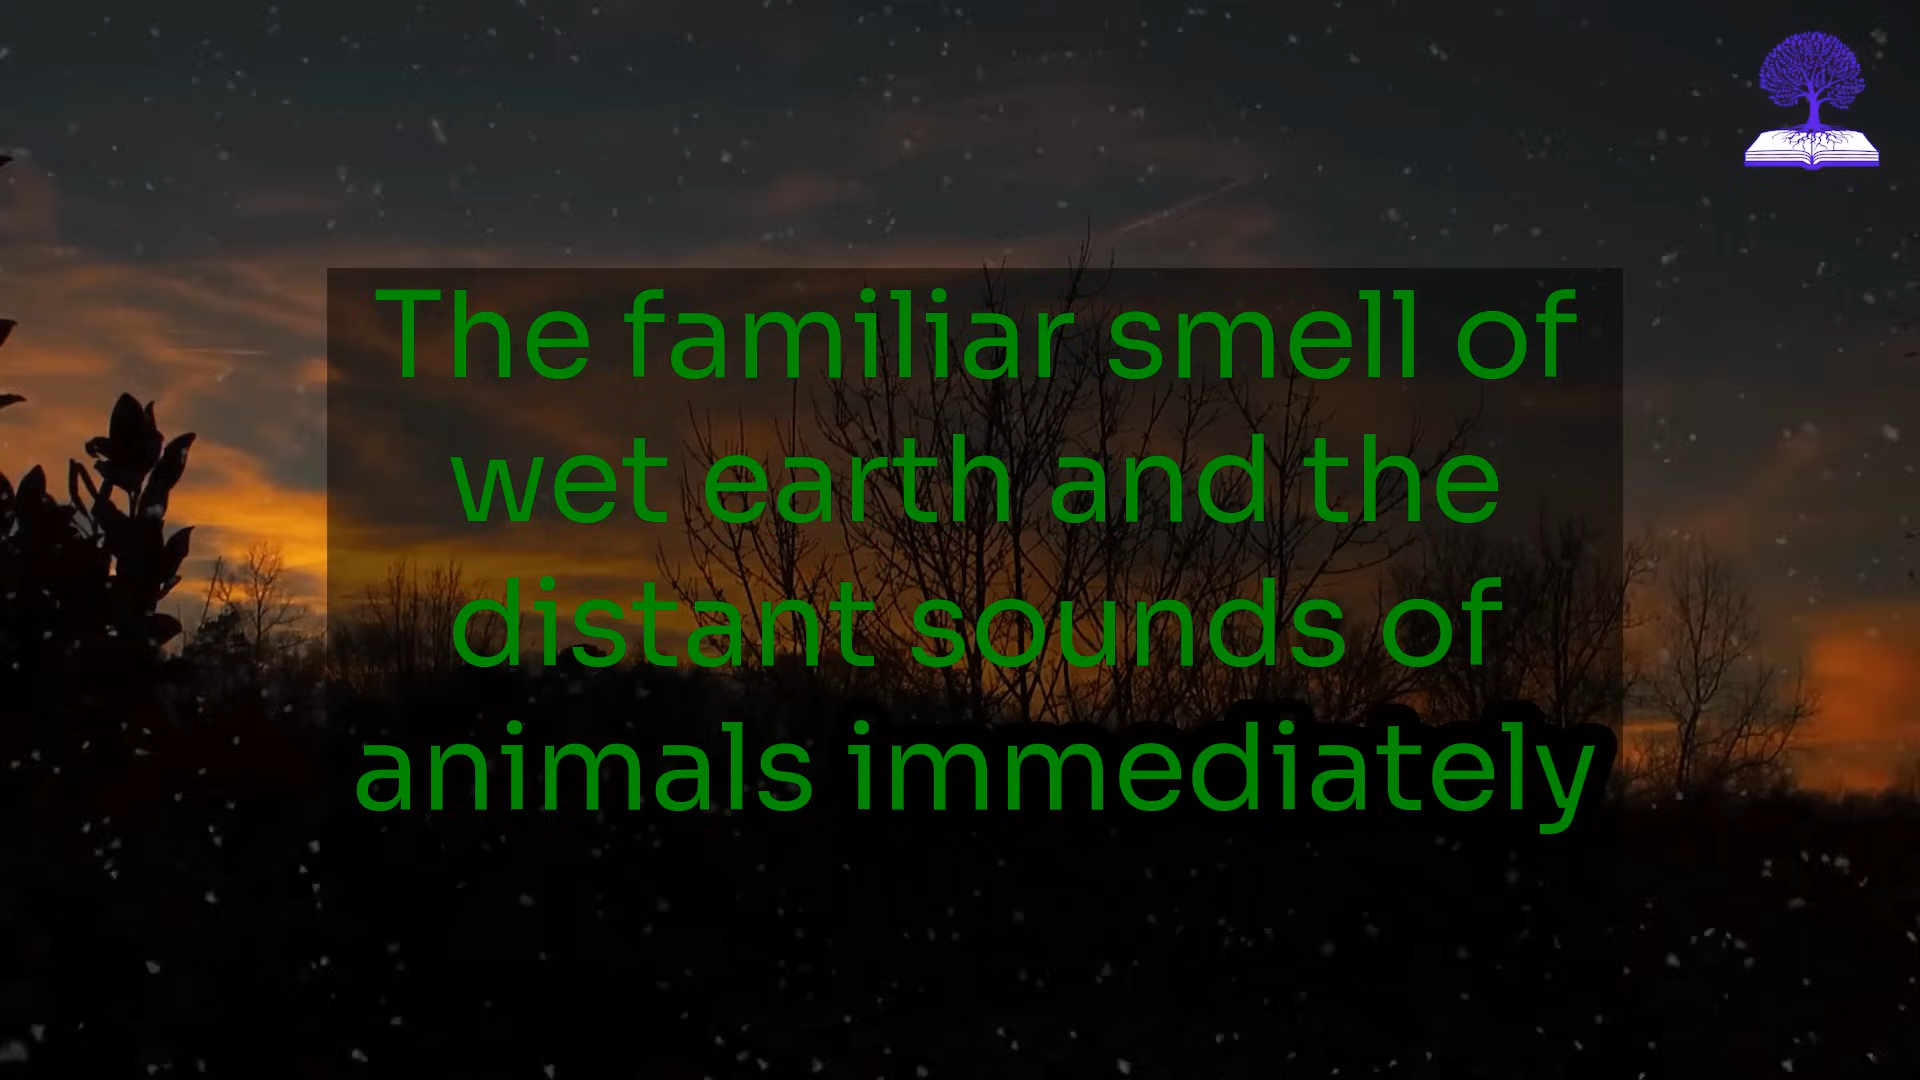 The familiar smell of
wet earth and the
distant sounds of
animals immediately